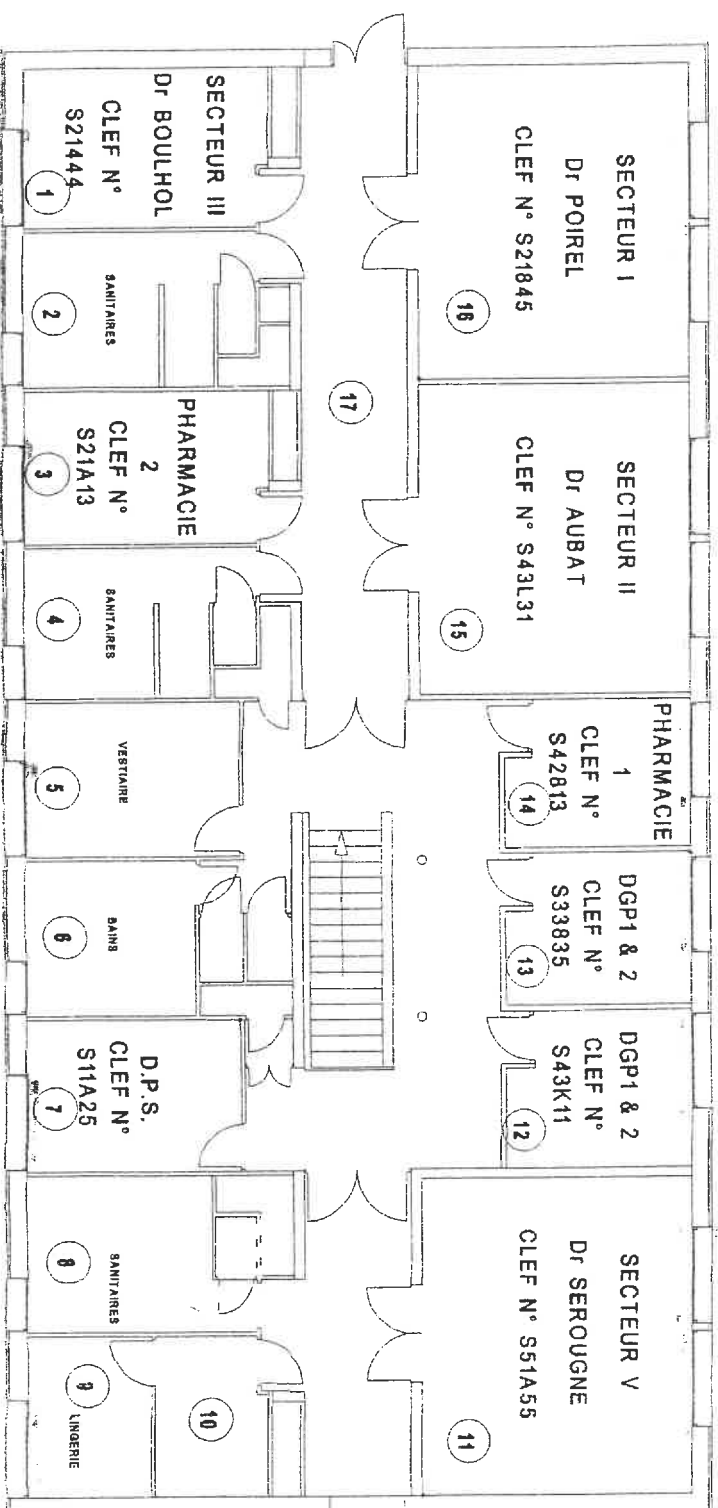 SECTEUR I
Dr POIREL
CLEF N° S21845
16
SECTEUR II
Dr AUBAT
CLEF N° S43L31
15
PHARMACIE
1
CLEF N°
S42813
14
DGP1 & 2
CLEF N°
S33835
13
DGP1 & 2
CLEF N°
S43K11
12
SECTEUR V
Dr SEROUGNE
CLEF N° S51A55
11
17
SECTEUR III
Dr BOULHOL
CLEF N°
S21444
1
SANITAIRES
2
PHARMACIE
2
CLEF N°
S21A13
3
SANITAIRES
4
VESTIAIRE
5
BAINS
6
D.P.S.
CLEF N°
S11A25
7
SANITAIRES
8
10
9
LINGERIE